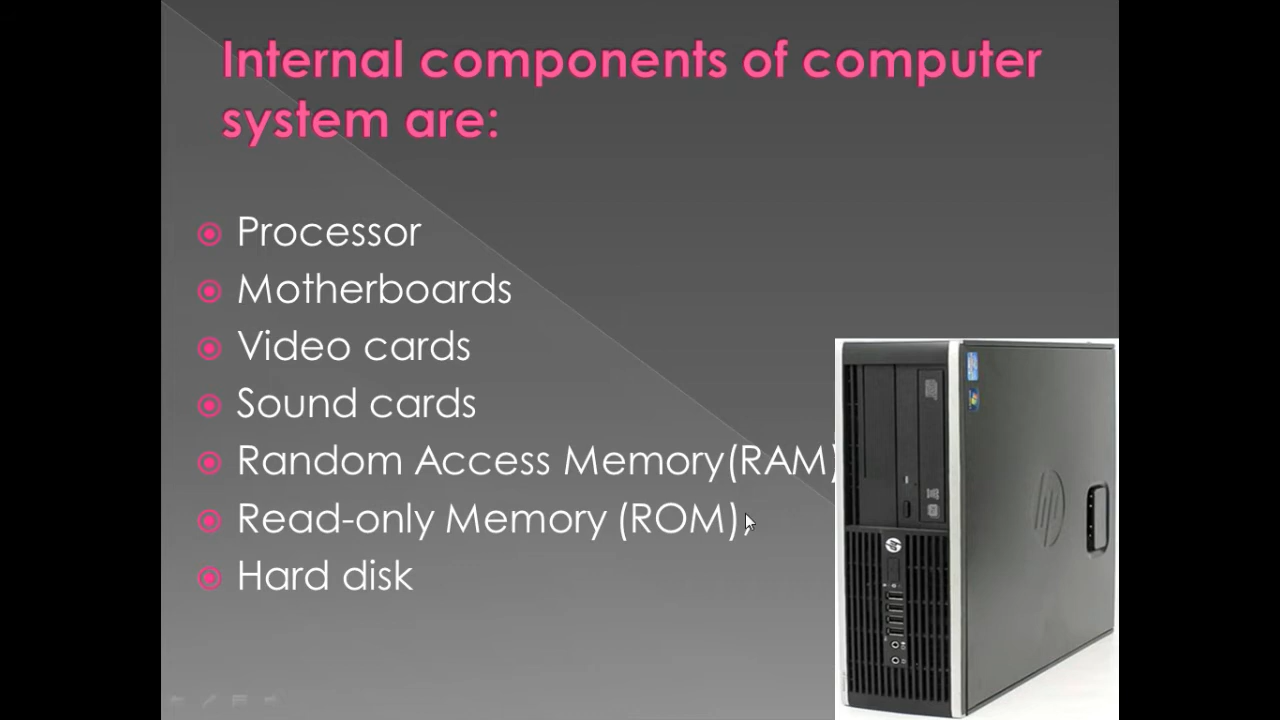 Internal components of computer
system are:
Processor
Motherboards
Video cards
Sound cards
Random Access Memory(RAM)
Read-only Memory (ROM),
Hard disk
hp